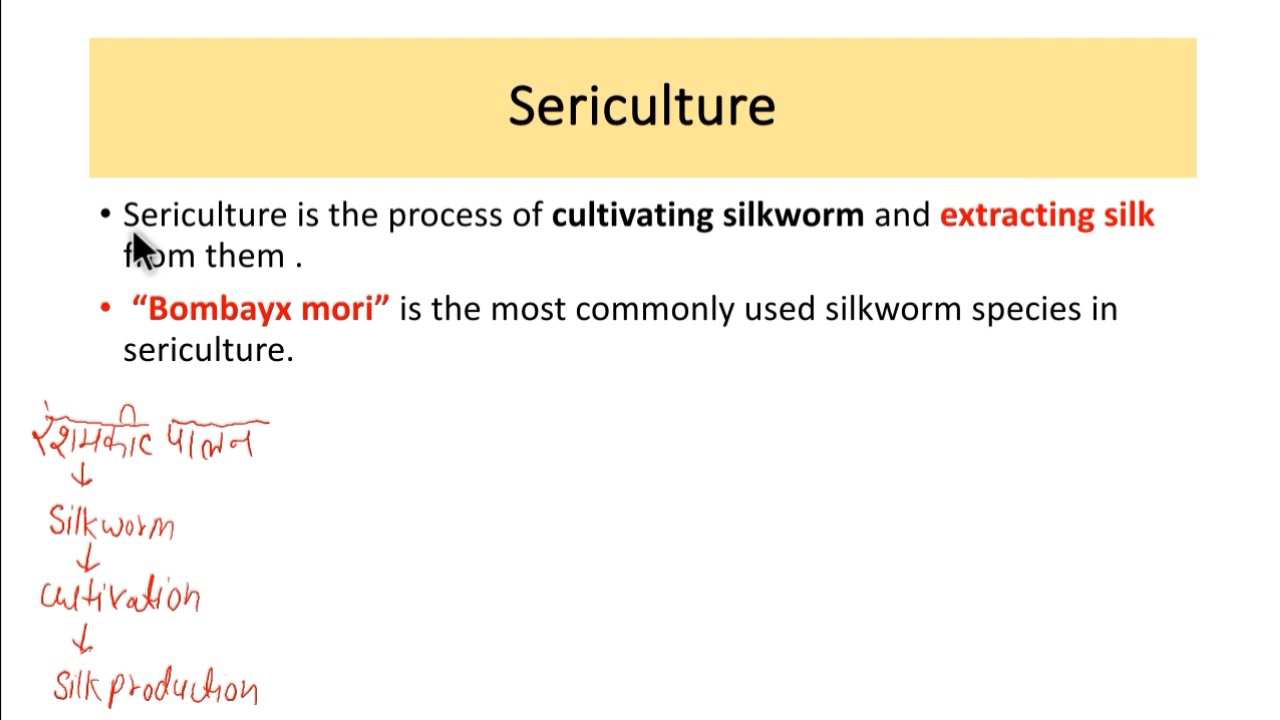 Sericulture
• Sericulture is the process of cultivating silkworm and extracting silk
from them .
• “Bombayx mori” is the most commonly used silkworm species in
sericulture.
रेशमकीट पालन
↓
Silkworm
↓
cultivation
↓
Silk production